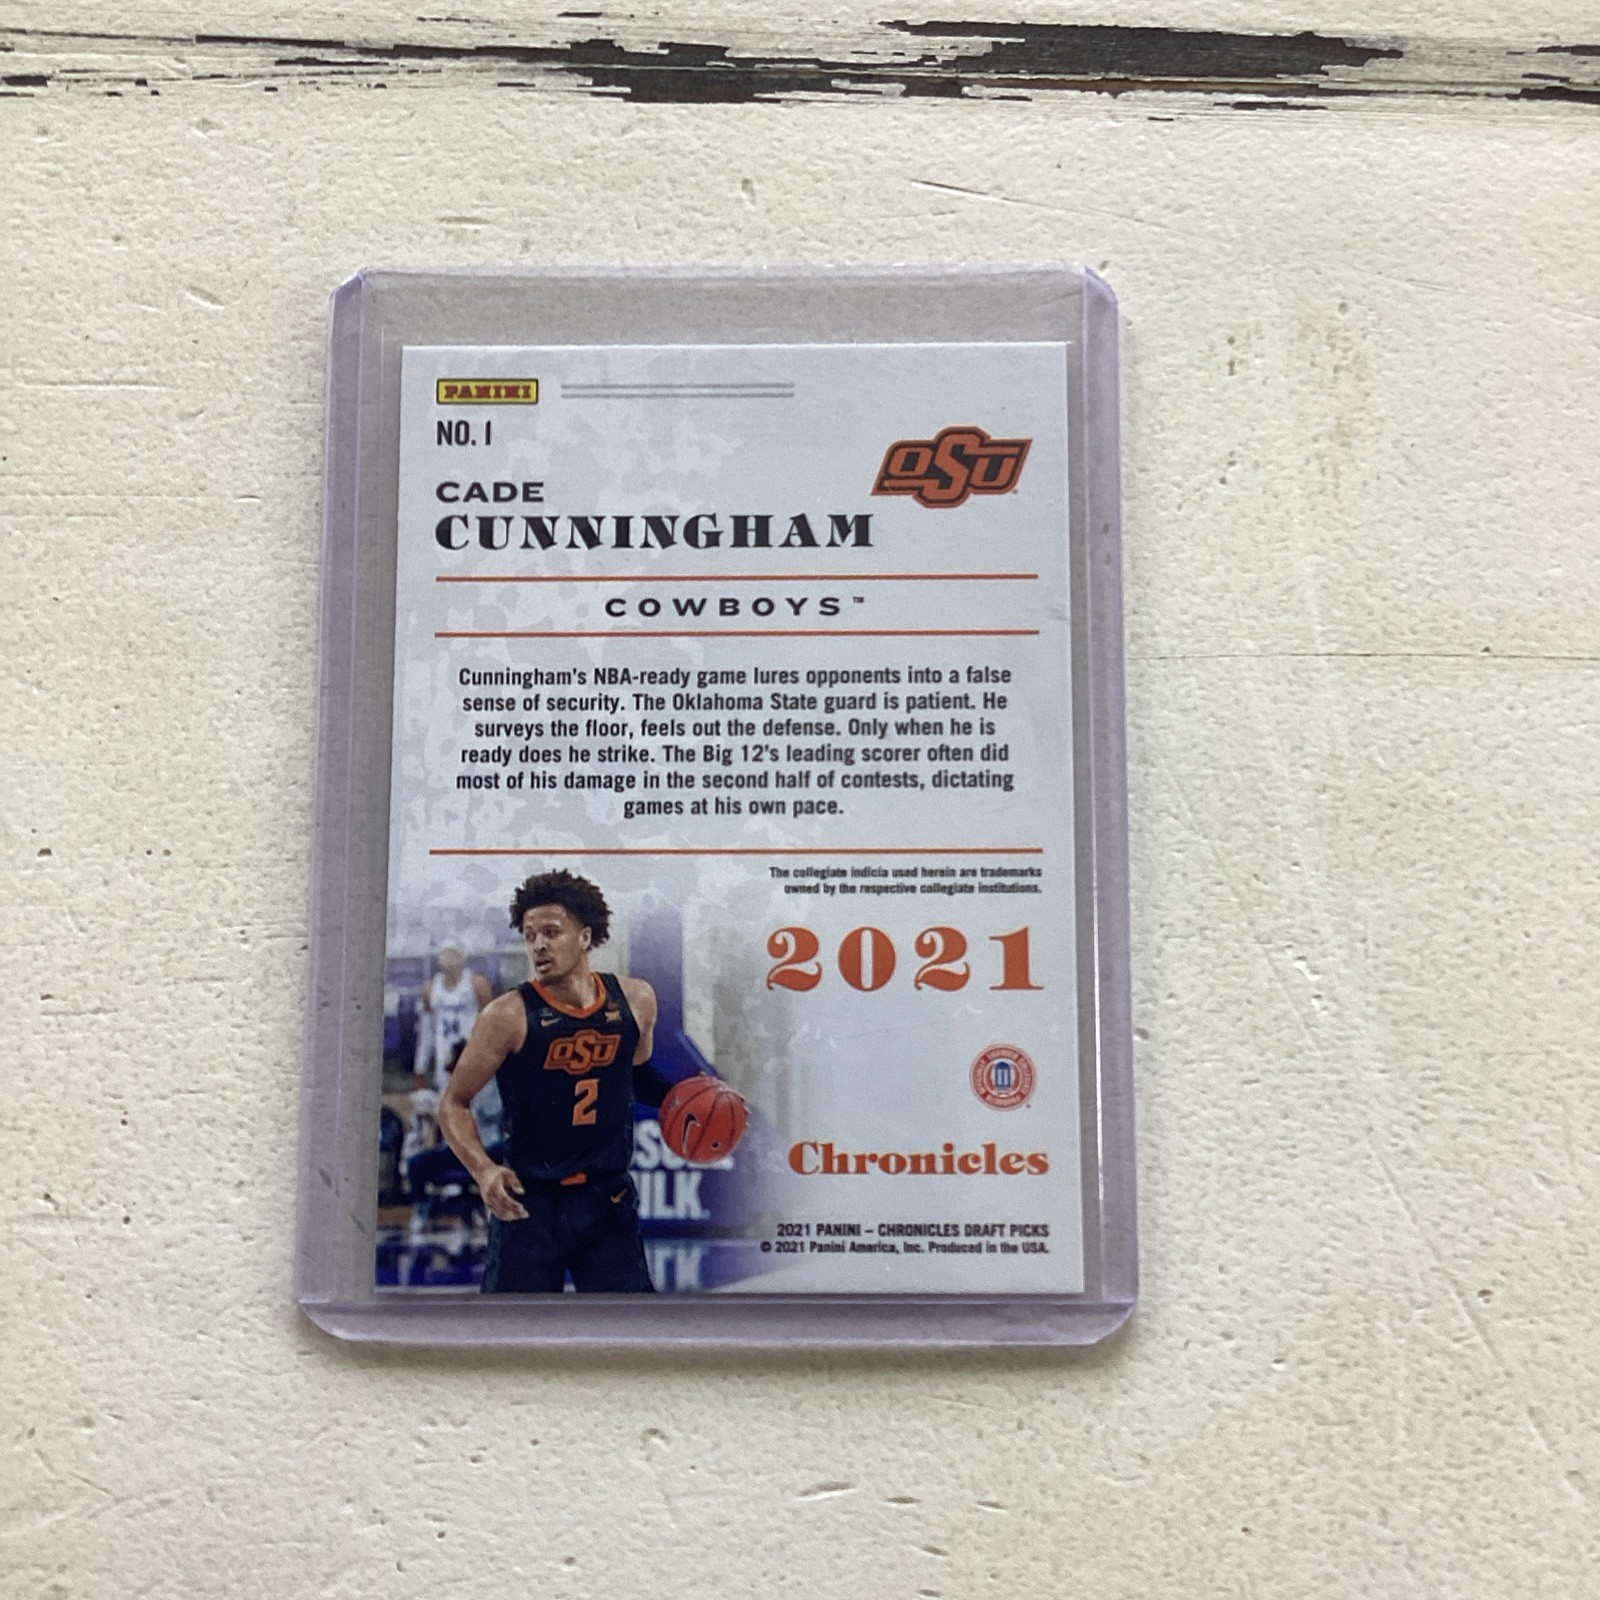 PANINI
NO. 1
OSU
CADE
CUNNINGHAM
COWBOYS™
Cunningham's NBA-ready game lures opponents into a false
sense of security. The Oklahoma State guard is patient. He
surveys the floor, feels out the defense. Only when he is
ready does he strike. The Big 12's leading scorer often did
most of his damage in the second half of contests, dictating
games at his own pace.
The collegiate indicia used herein are trademarks
owned by the respective collegiate institutions.
2021
OSU
2
Chronicles
2021 PANINI – CHRONICLES DRAFT PICKS
© 2021 Panini America, Inc. Produced in the USA.